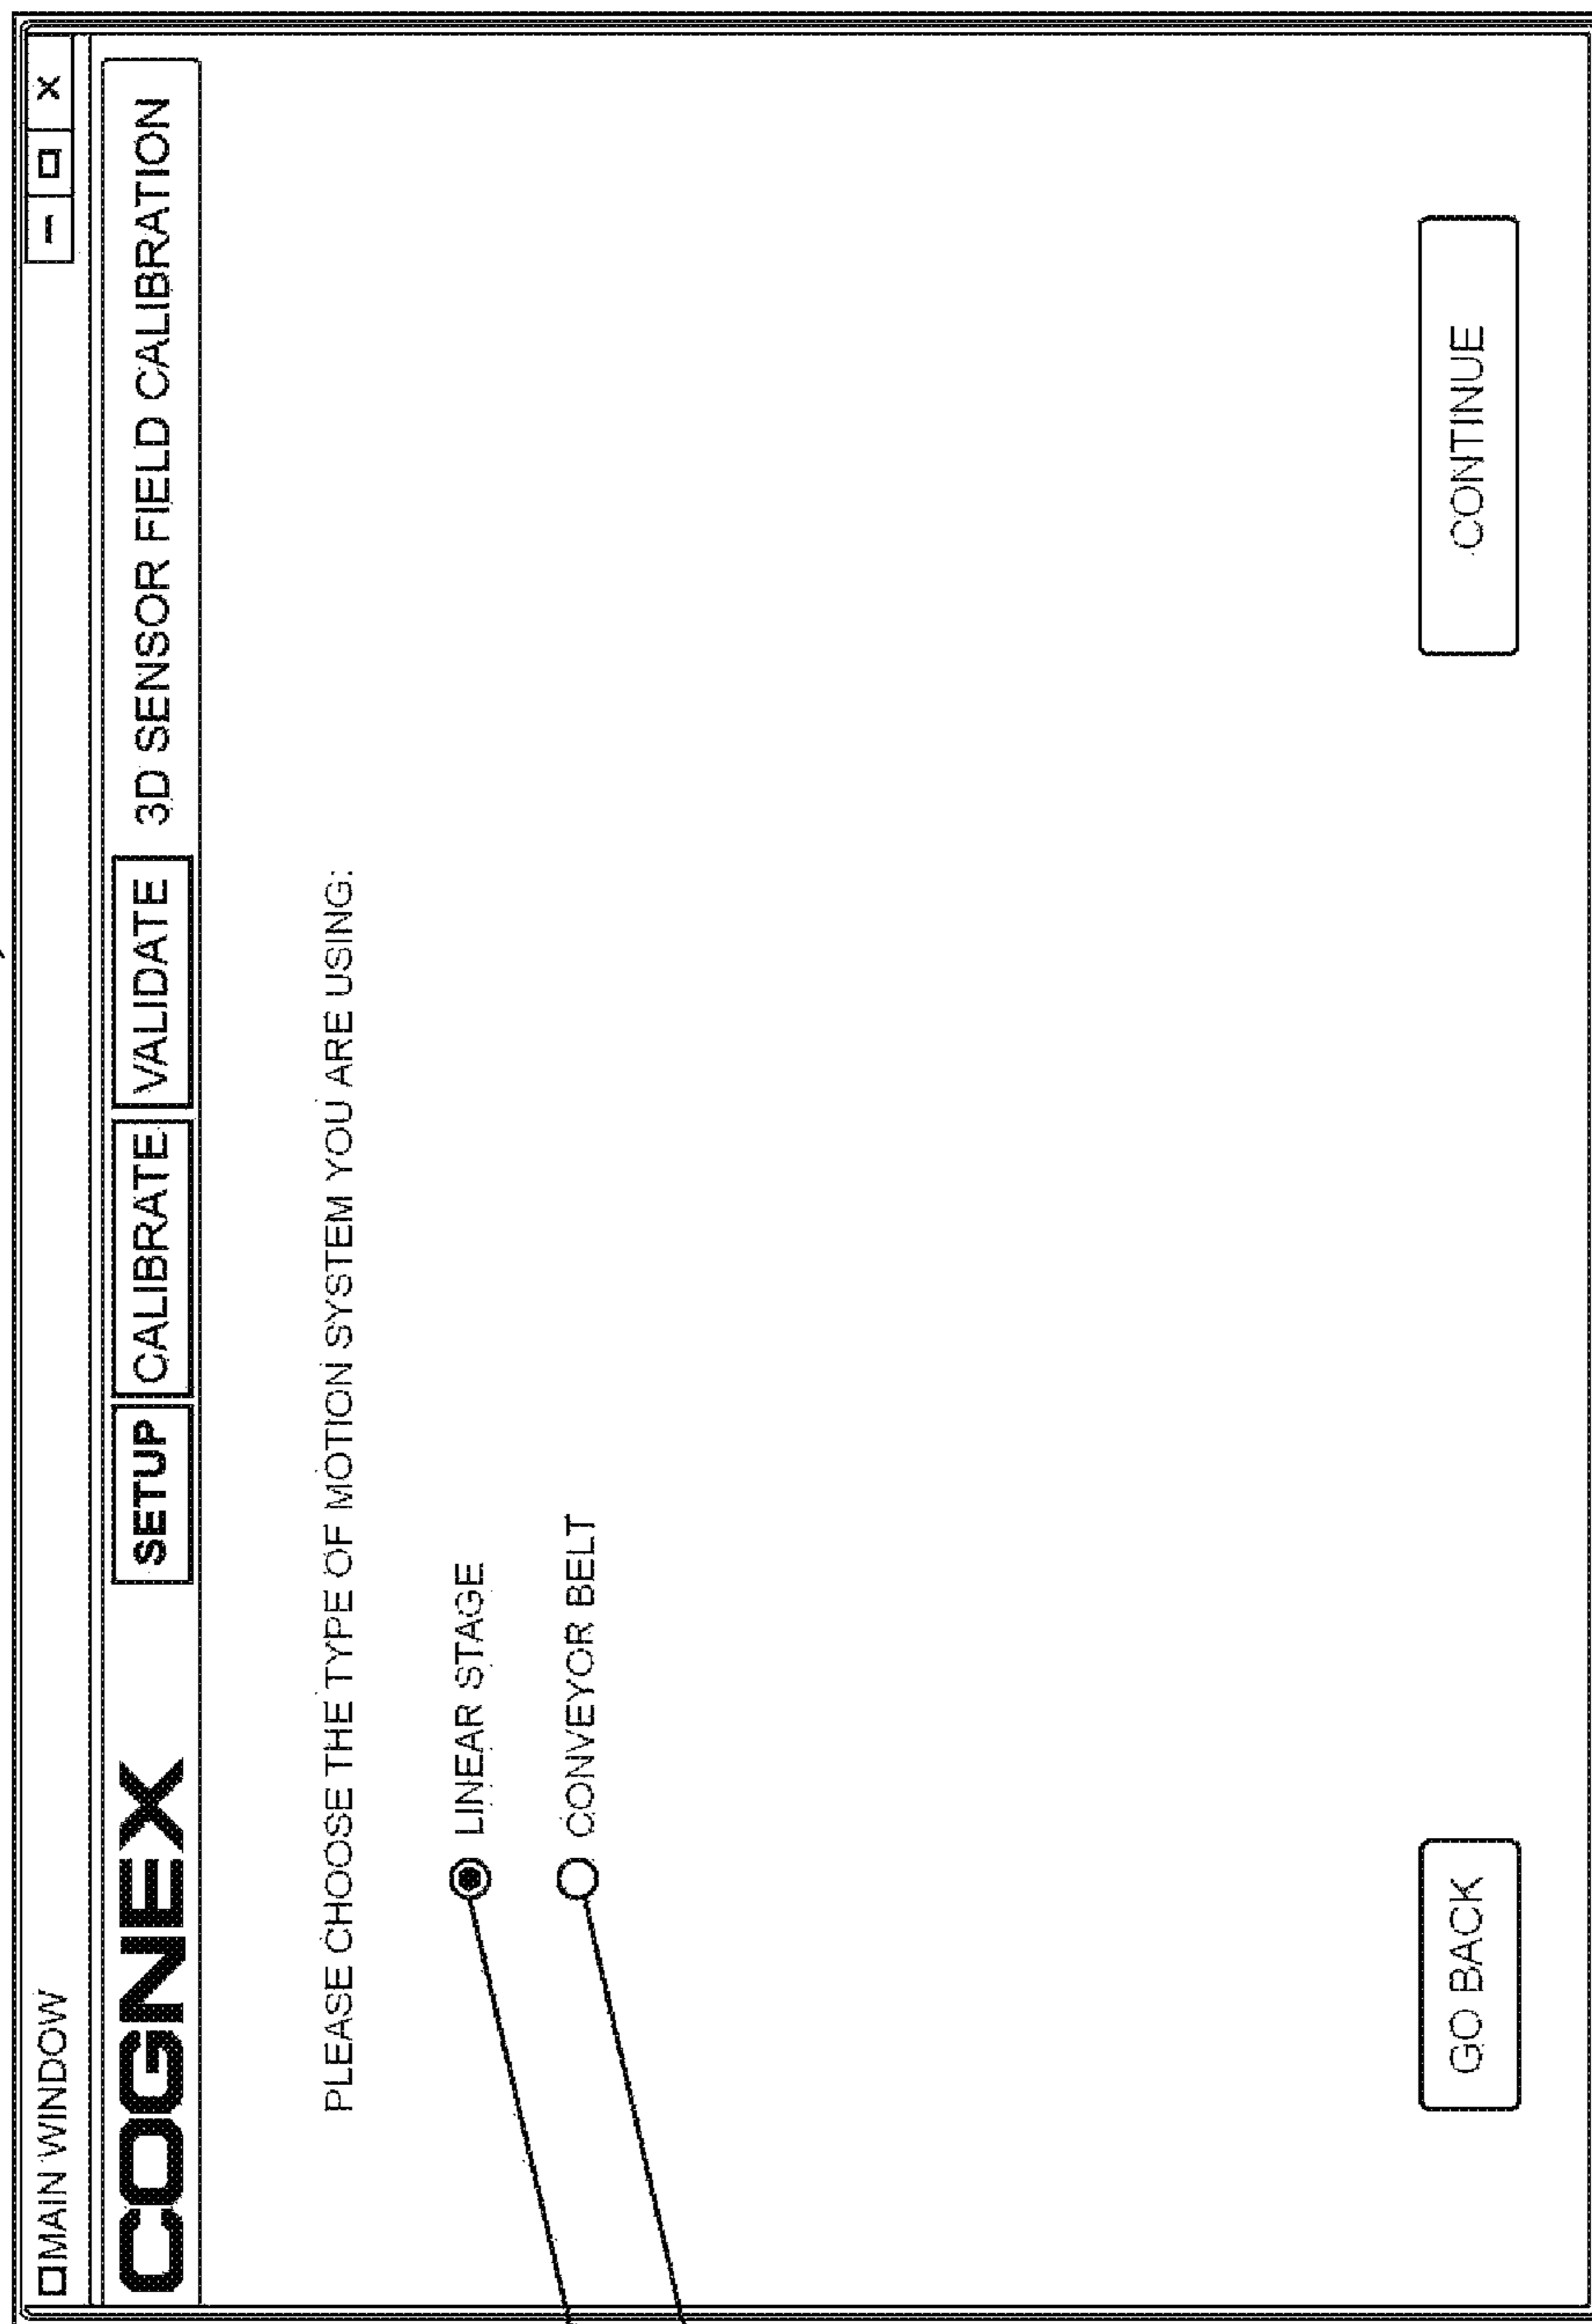 MAIN WINDOW
COGNEX SETUP CALIBRATE VALIDATE 3D SENSOR FIELD CALIBRATION
PLEASE CHOOSE THE TYPE OF MOTION SYSTEM YOU ARE USING:
LINEAR STAGE
CONVEYOR BELT
GO BACK CONTINUE